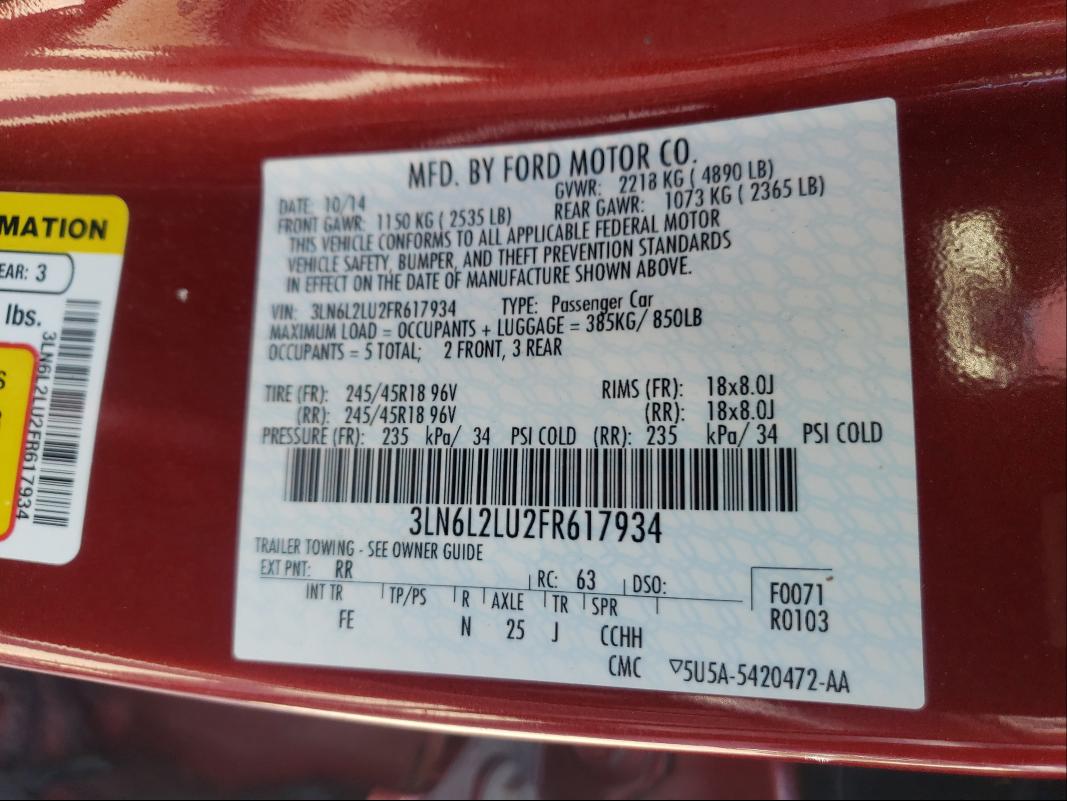 MATION
EAR: 3
lbs.
S
3LN6L2LU2FR617934
MFD. BY FORD MOTOR CO.
DATE: 10/14 GVWR: 2218 KG ( 4890 LB)
FRONT GAWR: 1150 KG ( 2535 LB) REAR GAWR: 1073 KG ( 2365 LB)
THIS VEHICLE CONFORMS TO ALL APPLICABLE FEDERAL MOTOR
VEHICLE SAFETY, BUMPER, AND THEFT PREVENTION STANDARDS
IN EFFECT ON THE DATE OF MANUFACTURE SHOWN ABOVE.
VIN: 3LN6L2LU2FR617934 TYPE: Passenger Car
MAXIMUM LOAD = OCCUPANTS + LUGGAGE = 385KG/ 850LB
OCCUPANTS = 5 TOTAL; 2 FRONT, 3 REAR
TIRE (FR): 245/45R18 96V RIMS (FR): 18x8.0J
(RR): 245/45R18 96V (RR): 18x8.0J
PRESSURE (FR): 235 kPa/ 34 PSI COLD (RR): 235 kPa/ 34 PSI COLD
3LN6L2LU2FR617934
TRAILER TOWING - SEE OWNER GUIDE
EXT PNT: RR RC: 63 DSO: F0071
INT TR TP/PS R AXLE TR SPR R0103
FE N 25 J CCHH
CMC ▽5U5A-5420472-AA